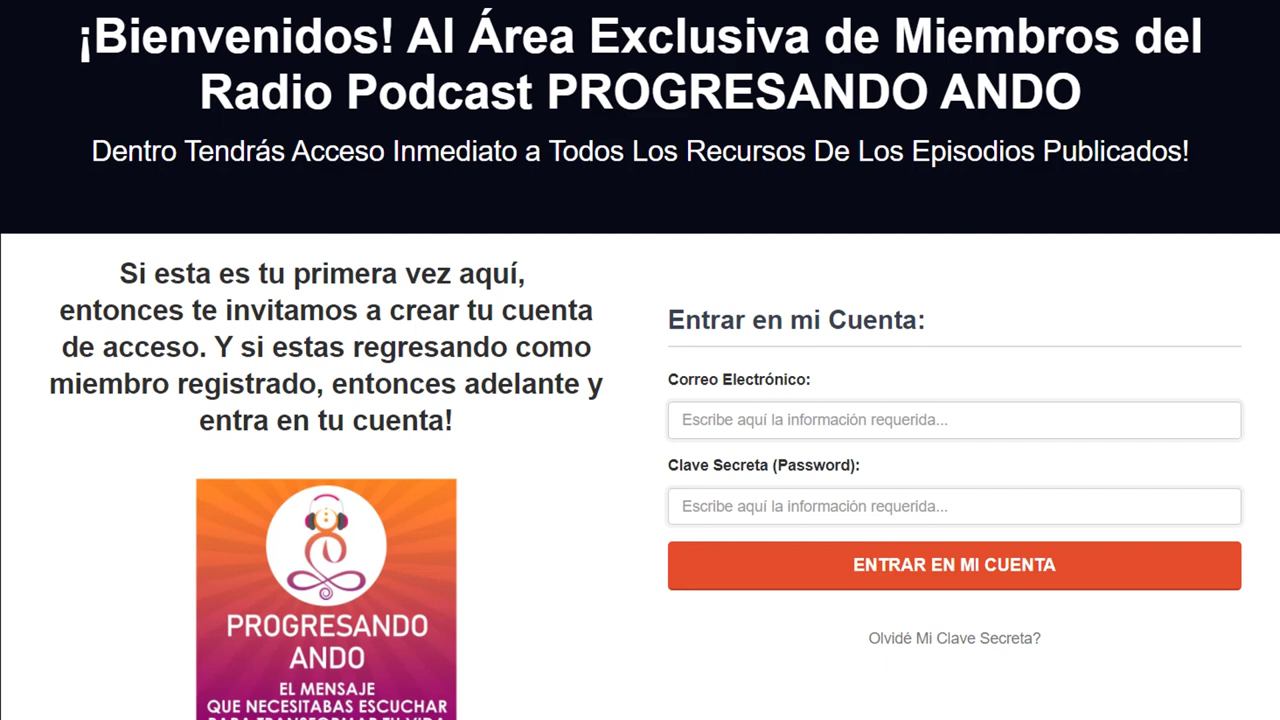 ¡Bienvenidos! Al Área Exclusiva de Miembros del
Radio Podcast PROGRESANDO ANDO
Dentro Tendrás Acceso Inmediato a Todos Los Recursos De Los Episodios Publicados!
Si esta es tu primera vez aquí,
entonces te invitamos a crear tu cuenta
de acceso. Y si estas regresando como
miembro registrado, entonces adelante y
entra en tu cuenta!
PROGRESANDO
ANDO
EL MENSAJE
QUE NECESITABAS ESCUCHAR
PARA TRANSFORMAR TU VIDA
Entrar en mi Cuenta:
Correo Electrónico:
Escribe aquí la información requerida...
Clave Secreta (Password):
Escribe aquí la información requerida...
ENTRAR EN MI CUENTA
Olvidé Mi Clave Secreta?